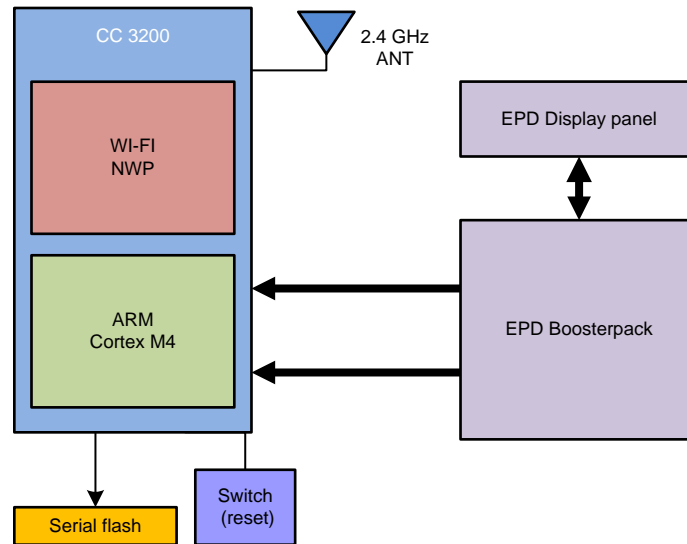 CC 3200
2.4 GHz
ANT
WI-FI
NWP
EPD Display panel
ARM
Cortex M4
EPD Boosterpack
Switch
(reset)
Serial flash